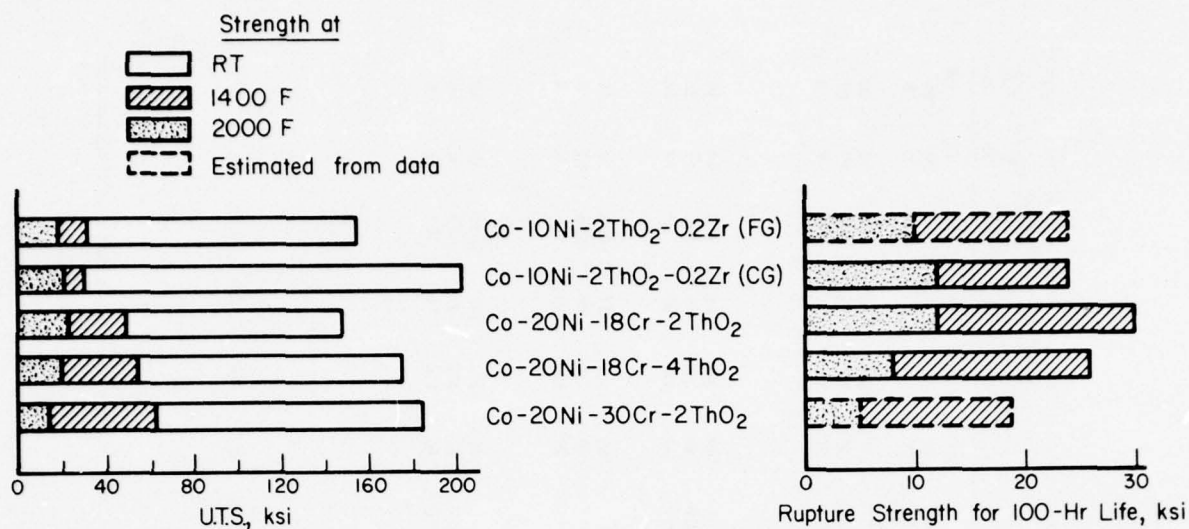 Strength at
RT
1400 F
2000 F
Estimated from data
Co-10Ni-2ThO₂-0.2Zr (FG)
Co-10Ni-2ThO₂-0.2Zr (CG)
Co-20Ni-18Cr-2ThO₂
Co-20Ni-18Cr-4ThO₂
Co-20Ni-30Cr-2ThO₂
0 40 80 120 160 200
U.T.S., ksi
0 10 20 30
Rupture Strength for 100-Hr Life, ksi